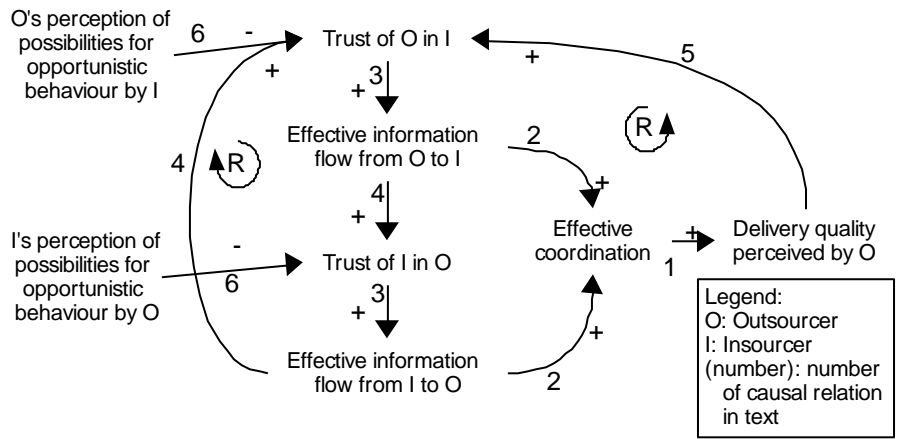 O's perception of
possibilities for
opportunistic
behaviour by I
6
-
+
Trust of O in I
+
5
+
3
Effective information
flow from O to I
2
R
R
4
+
4
+
I's perception of
possibilities for
opportunistic
behaviour by O
-
6
Trust of I in O
Effective
coordination
+
1
Delivery quality
perceived by O
+
3
+
Effective information
flow from I to O
2
Legend:
O: Outsourcer
I: Insourcer
(number): number
of causal relation
in text